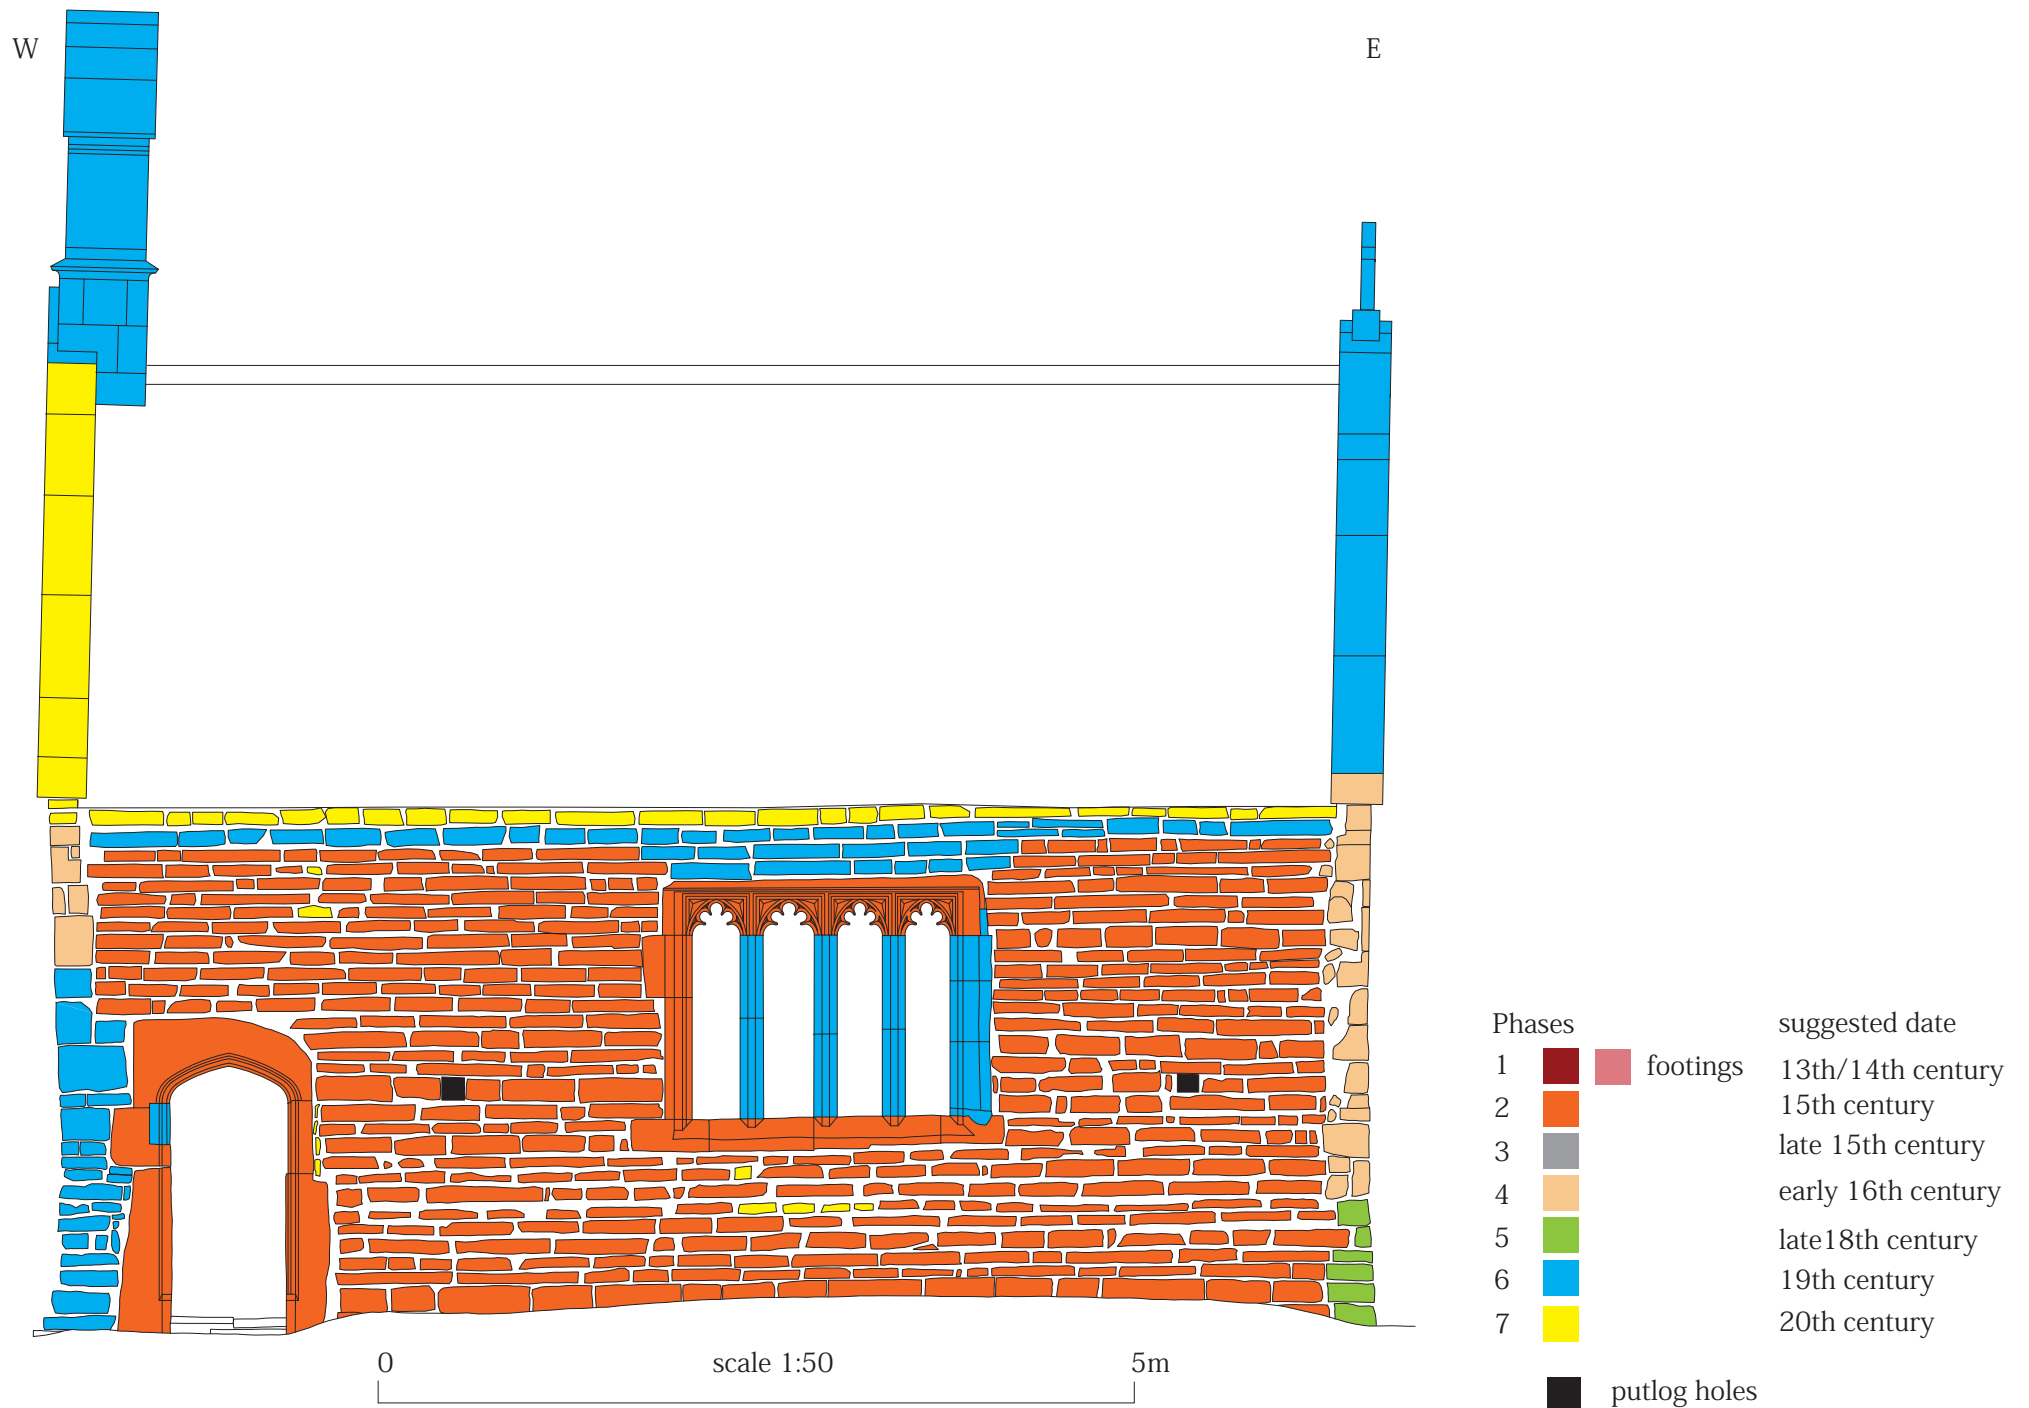 W E
Phases suggested date
1 footings 13th/14th century
2 15th century
3 late 15th century
4 early 16th century
5 late18th century
6 19th century
7 20th century
0 scale 1:50 5m
putlog holes